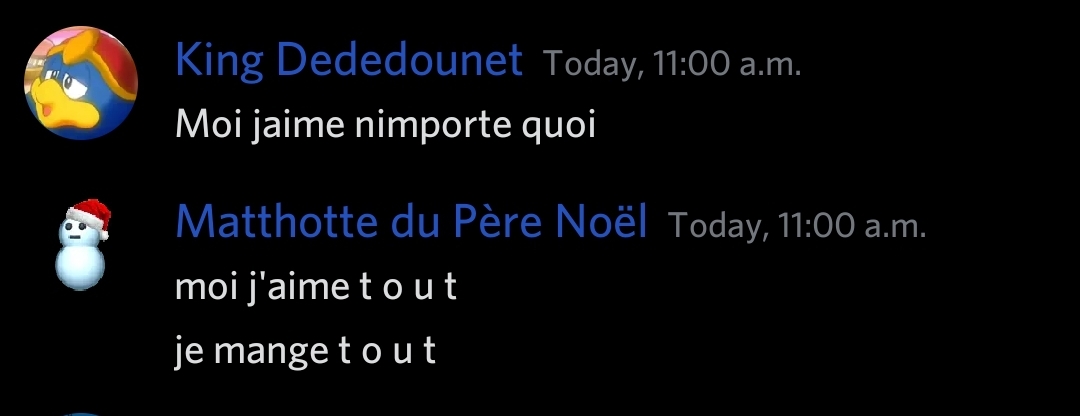 King Dededounet Today, 11:00 a.m.
Moi jaime nimporte quoi
Matthotte du Père Noël Today, 11:00 a.m.
moi j'aime t o u t
je mange t o u t